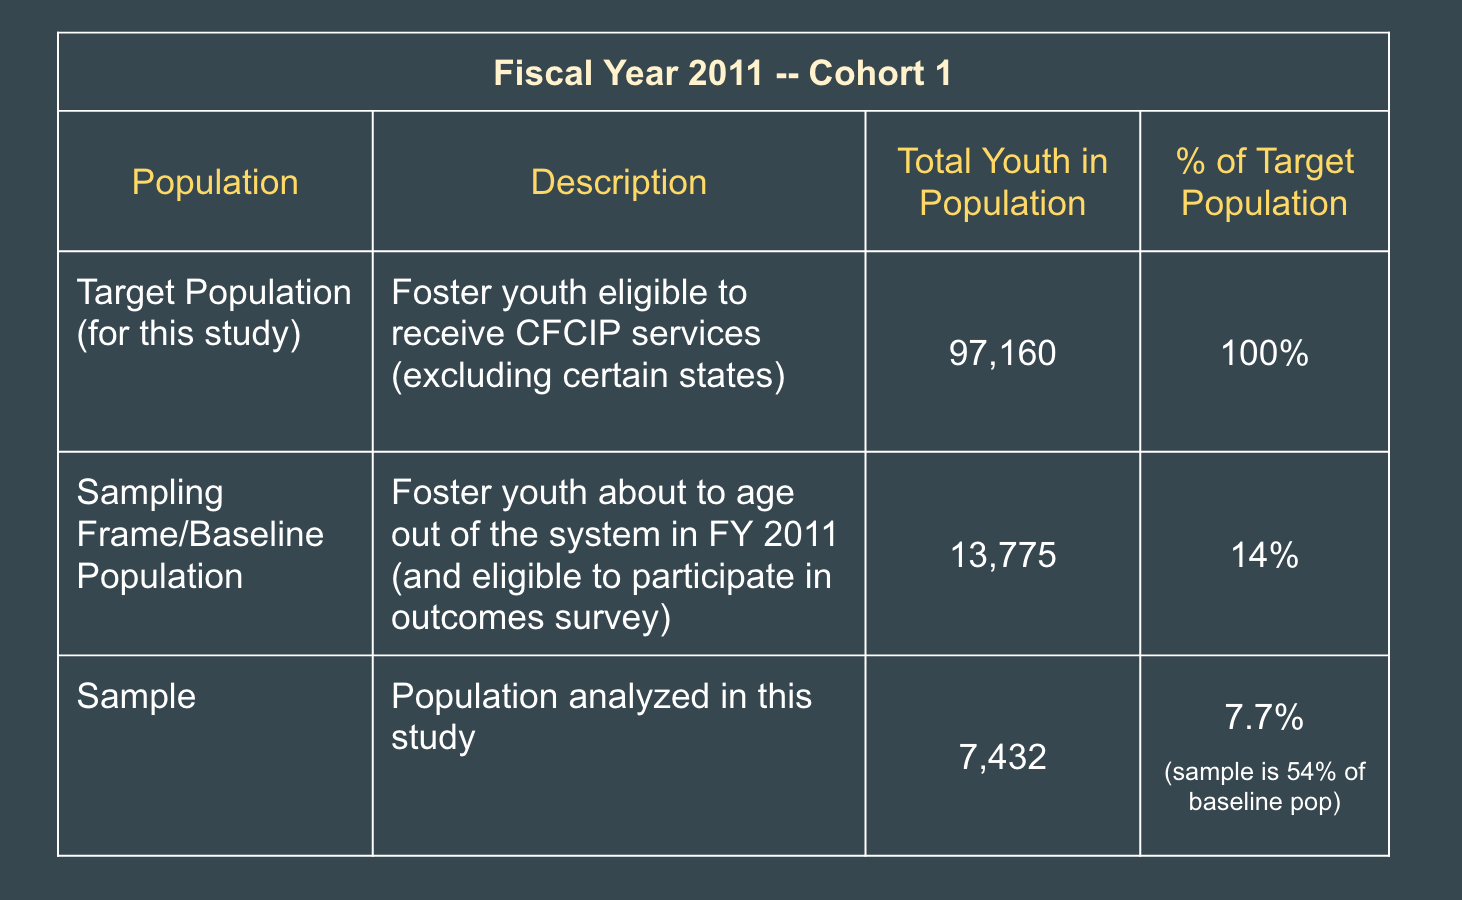 Fiscal Year 2011 -- Cohort 1
Population
Description
Total Youth in
Population
% of Target
Population
Target Population
(for this study)
Foster youth eligible to
receive CFCIP services
(excluding certain states)
97,160
100%
Sampling
Frame/Baseline
Population
Foster youth about to age
out of the system in FY 2011
(and eligible to participate in
outcomes survey)
13,775
14%
Sample
Population analyzed in this
study
7,432
7.7%
(sample is 54% of
baseline pop)